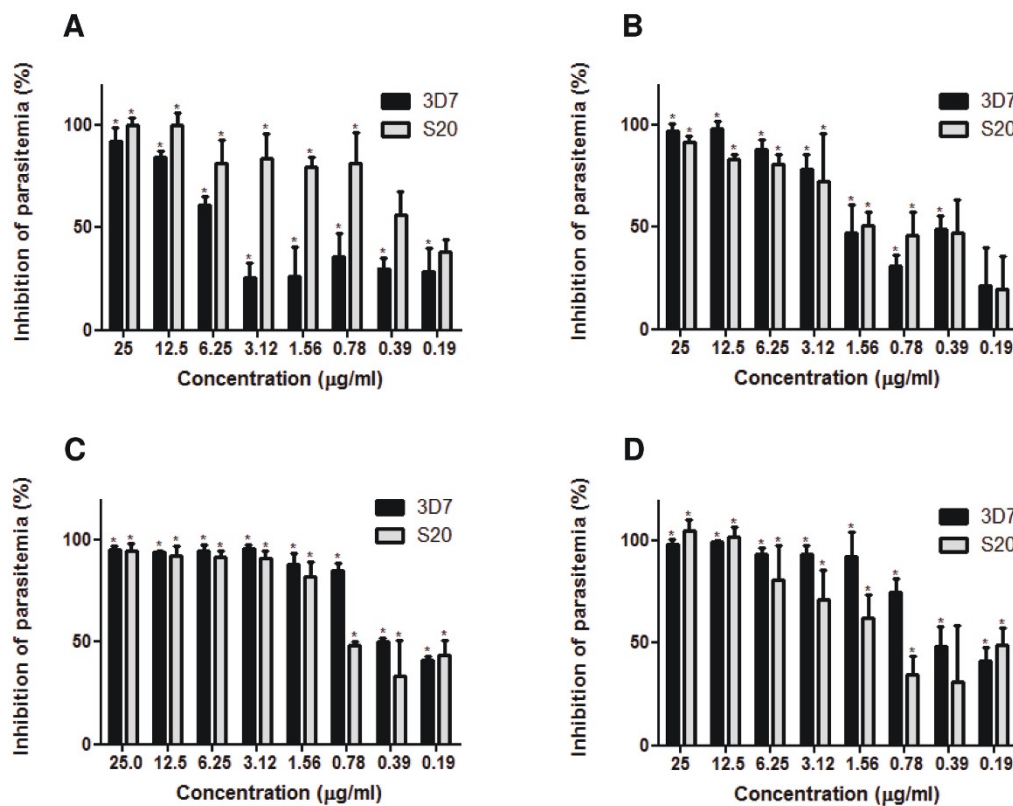 A
Inhibition of parasitemia (%)
100
50
0
3D7
S20
* * * * * * * * * * * * * *
25 12.5 6.25 3.12 1.56 0.78 0.39 0.19
Concentration (µg/ml)
B
Inhibition of parasitemia (%)
100
50
0
3D7
S20
* * * * * * * * * * * * *
25 12.5 6.25 3.12 1.56 0.78 0.39 0.19
Concentration (µg/ml)
C
Inhibition of parasitemia (%)
100
50
0
3D7
S20
* * * * * * * * * * * * * * * *
25.0 12.5 6.25 3.12 1.56 0.78 0.39 0.19
Concentration (µg/ml)
D
Inhibition of parasitemia (%)
100
50
0
3D7
S20
* * * * * * * * * * * * * * *
25 12.5 6.25 3.12 1.56 0.78 0.39 0.19
Concentration (µg/ml)